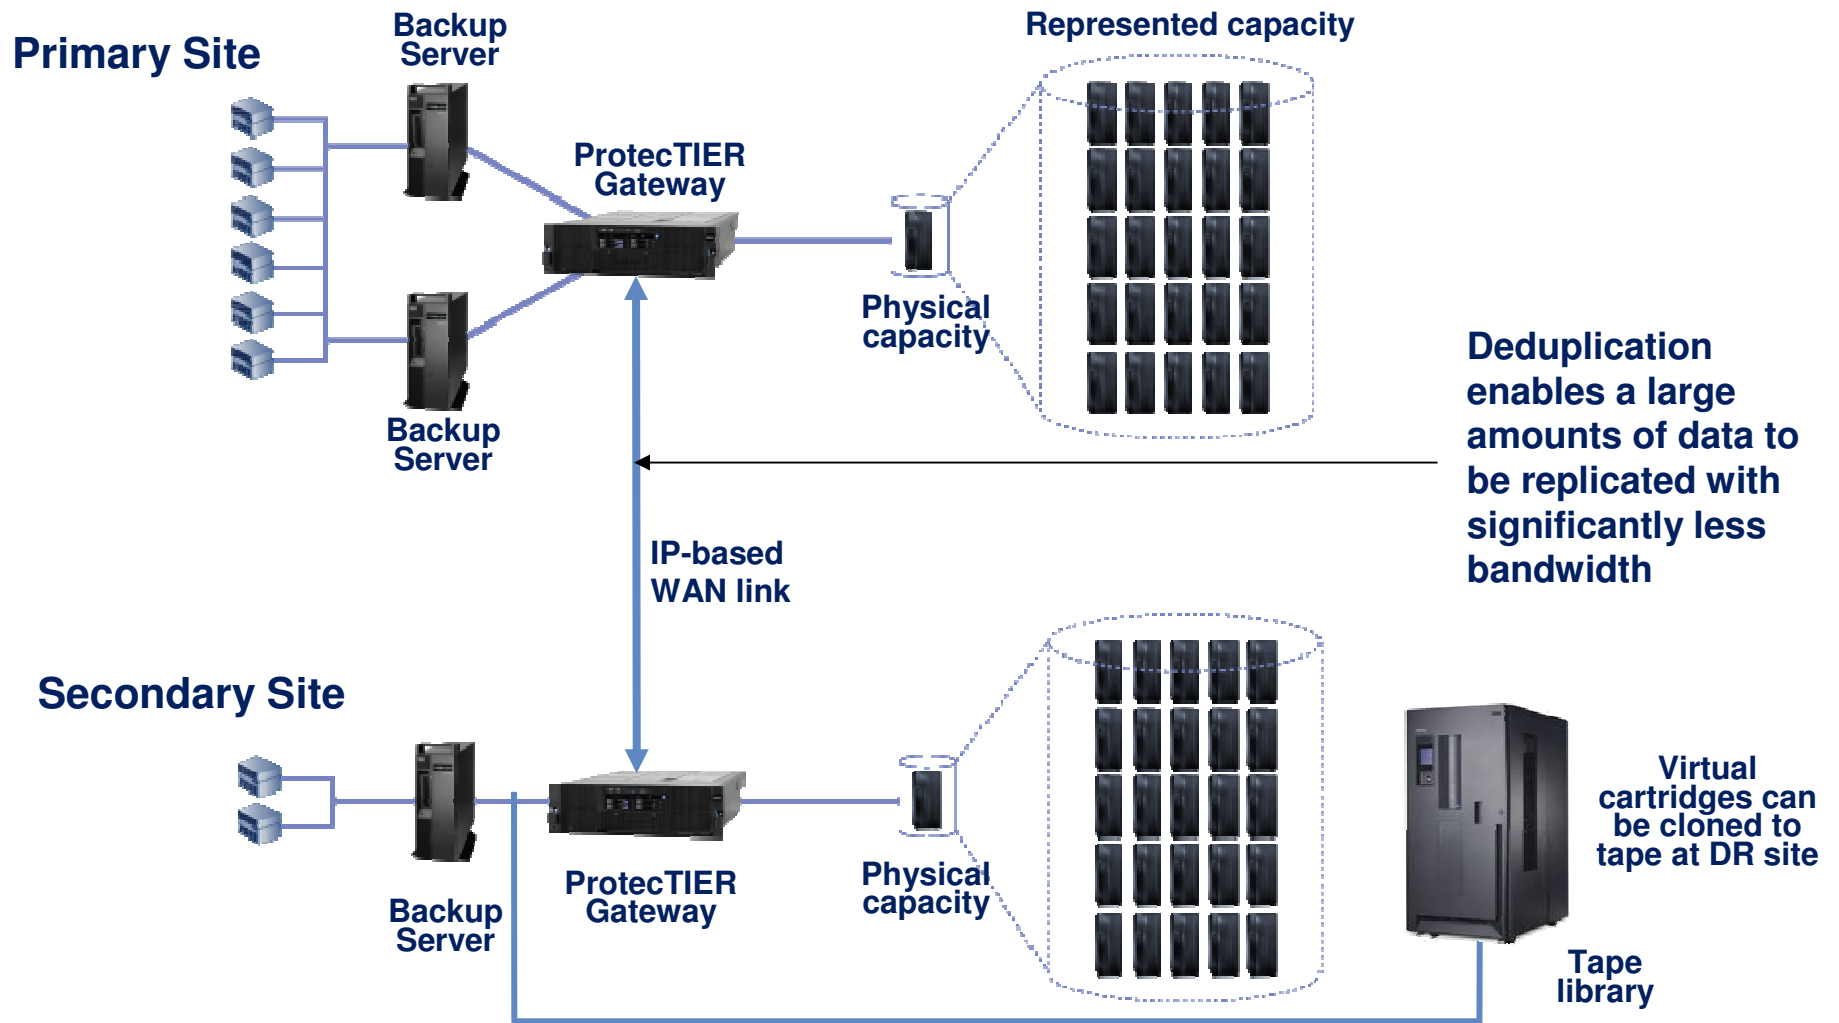 Primary Site
Backup
Server
Represented capacity
ProtecTIER
Gateway
Physical
capacity
Backup
Server
Deduplication
enables a large
amounts of data to
be replicated with
significantly less
bandwidth
IP-based
WAN link
Secondary Site
Backup
Server
ProtecTIER
Gateway
Physical
capacity
Virtual
cartridges can
be cloned to
tape at DR site
Tape
library